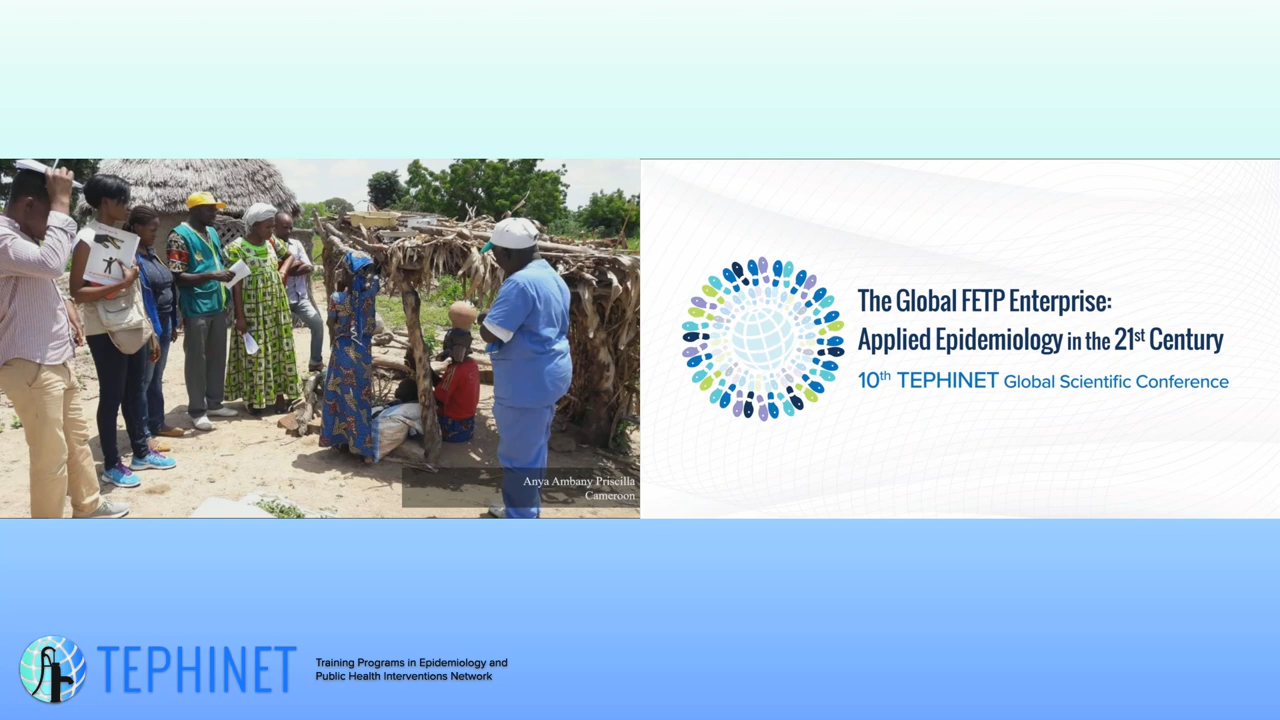 Anya Ambany Priscilla
Cameroon
The Global FETP Enterprise:
Applied Epidemiology in the 21st Century
10th TEPHINET Global Scientific Conference
TEPHINET
Training Programs in Epidemiology and
Public Health Interventions Network